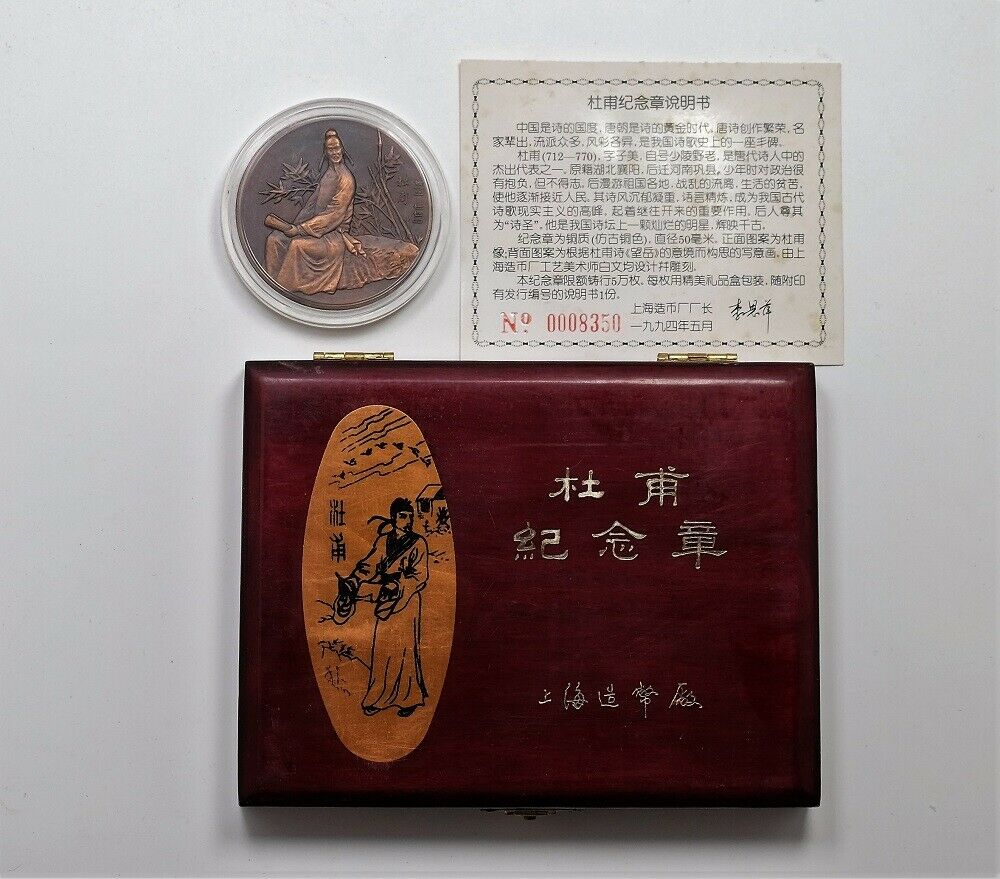 杜甫纪念章说明书
中国是诗的国度，唐朝是诗的黄金时代，唐诗创作繁荣，名
家辈出，流派众多，风彩各异，是我国诗歌史上的一座丰碑。
杜甫(712—770)，字子美，自号少陵野老，是唐代诗人中的
杰出代表之一，原籍湖北襄阳，后迁河南巩县，少年时对政治很
有抱负，但不得志。后漫游祖国各地，战乱的流离，生活的贫苦，
使他逐渐接近人民，其诗风沉郁凝重，语言精炼，成为我国古代
诗歌现实主义的高峰，起着继往开来的重要作用，后人尊其
为“诗圣”，他是我国诗坛上一颗灿烂的明星，辉映千古。
纪念章为铜质(仿古铜色)，直径50毫米，正面图案为杜甫
像;背面图案为根据杜甫诗《望岳》的意境而构思的写意画，由上
海造币厂工艺美术师白文均设计并雕刻。
本纪念章限额铸行5万枚，每枚用精美礼品盒包装，随附印
有发行编号的说明书1份。
上海造币厂厂长
Nº 0008350 一九九四年五月
杜甫
杜甫
紀念章
上海造幣厰